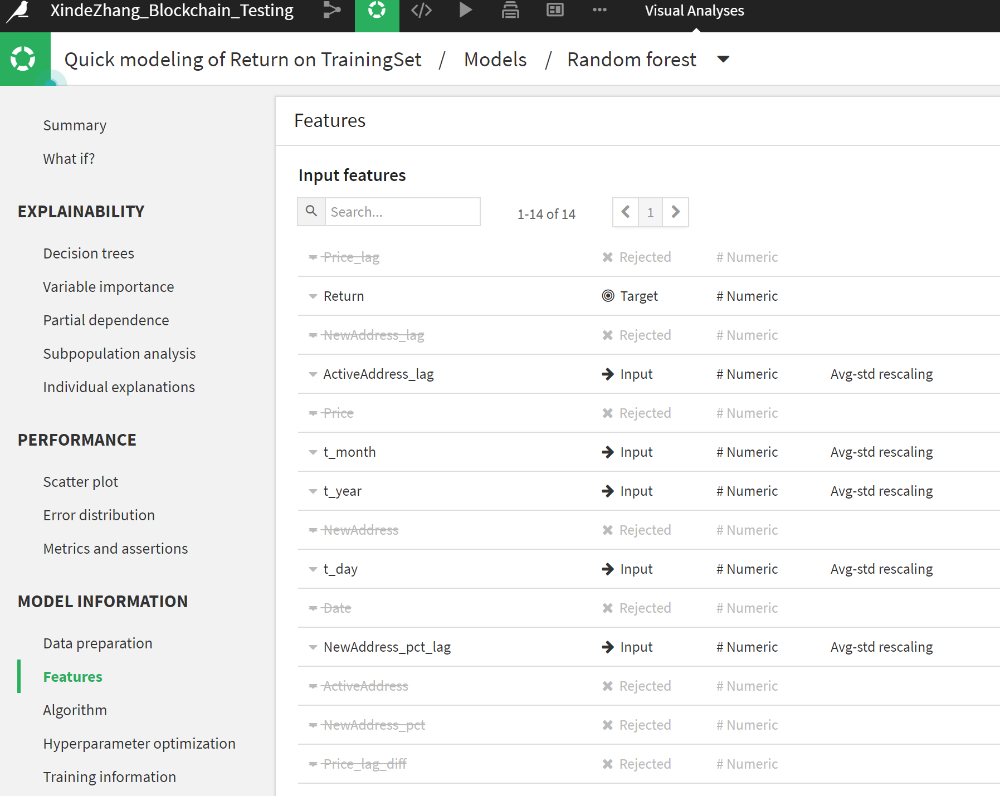 XindeZhang_Blockchain_Testing
Visual Analyses
Quick modeling of Return on TrainingSet / Models / Random forest
Summary
What if?
EXPLAINABILITY
Decision trees
Variable importance
Partial dependence
Subpopulation analysis
Individual explanations
PERFORMANCE
Scatter plot
Error distribution
Metrics and assertions
MODEL INFORMATION
Data preparation
Features
Algorithm
Hyperparameter optimization
Training information
Features
Input features
Search...
1-14 of 14
1
Price_lag Rejected # Numeric
Return Target # Numeric
NewAddress_lag Rejected # Numeric
ActiveAddress_lag Input # Numeric Avg-std rescaling
Price Rejected # Numeric
t_month Input # Numeric Avg-std rescaling
t_year Input # Numeric Avg-std rescaling
NewAddress Rejected # Numeric
t_day Input # Numeric Avg-std rescaling
Date Rejected # Numeric
NewAddress_pct_lag Input # Numeric Avg-std rescaling
ActiveAddress Rejected # Numeric
NewAddress_pct Rejected # Numeric
Price_lag_diff Rejected # Numeric